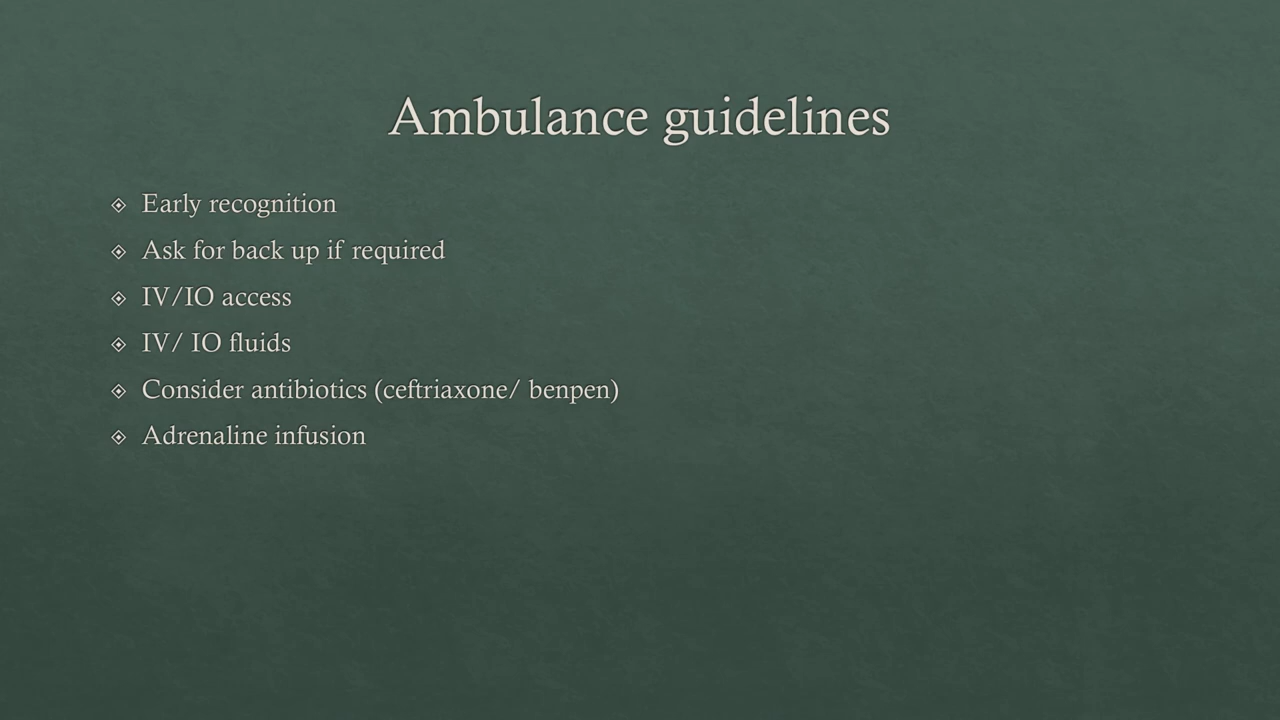 Ambulance guidelines
Early recognition
Ask for back up if required
IV/IO access
IV/ IO fluids
Consider antibiotics (ceftriaxone/ benpen)
Adrenaline infusion